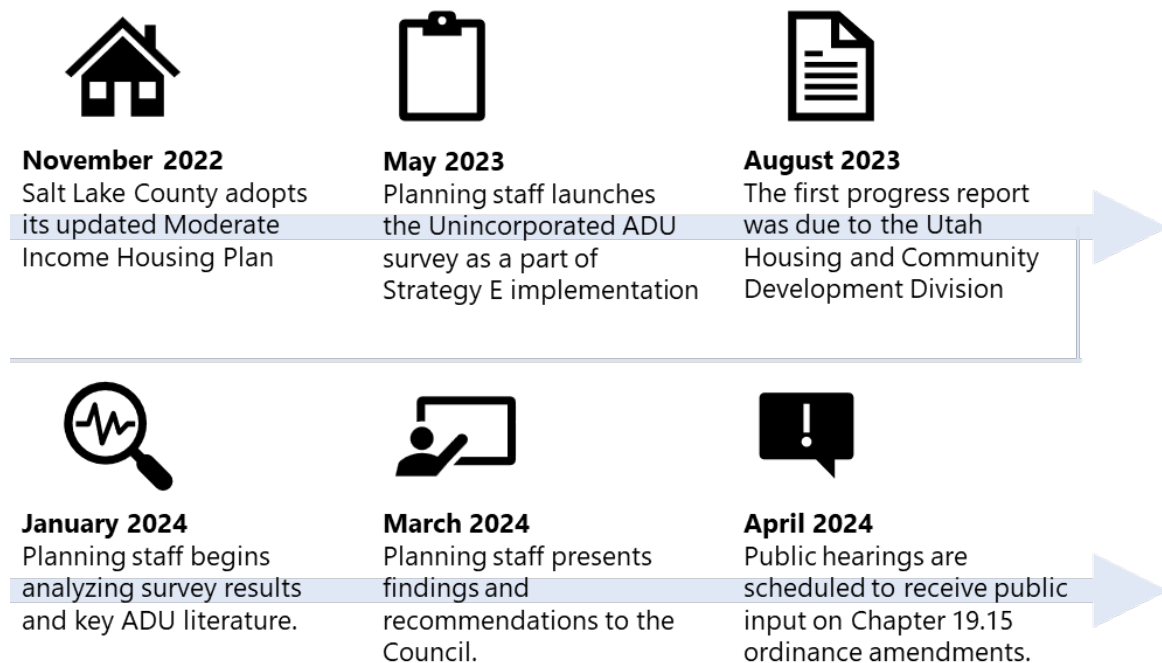 November 2022
Salt Lake County adopts
its updated Moderate
Income Housing Plan
May 2023
Planning staff launches
the Unincorporated ADU
survey as a part of
Strategy E implementation
August 2023
The first progress report
was due to the Utah
Housing and Community
Development Division
January 2024
Planning staff begins
analyzing survey results
and key ADU literature.
March 2024
Planning staff presents
findings and
recommendations to the
Council.
April 2024
Public hearings are
scheduled to receive public
input on Chapter 19.15
ordinance amendments.